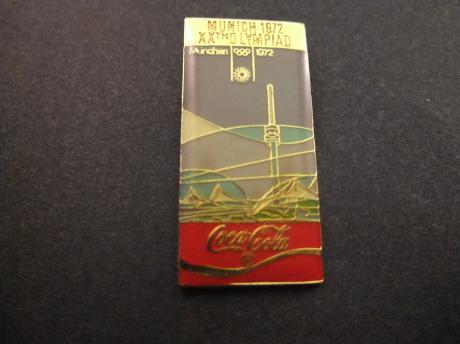 MUNICH 1972
XXTH OLYMPIAD
München 1972
Coca-Cola